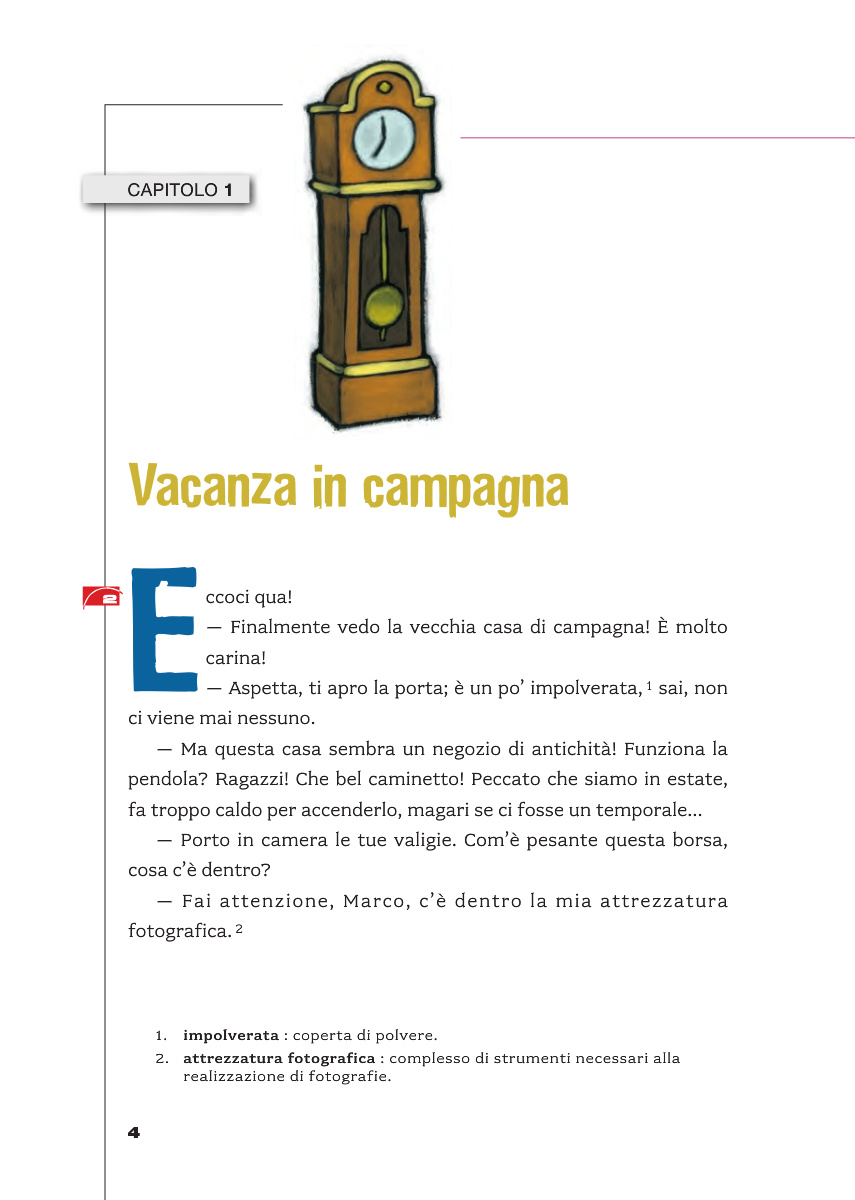 CAPITOLO 1
Vacanza in campagna
2
Eccoci qua!
— Finalmente vedo la vecchia casa di campagna! È molto
carina!
— Aspetta, ti apro la porta; è un po’ impolverata, 1 sai, non
ci viene mai nessuno.
— Ma questa casa sembra un negozio di antichità! Funziona la
pendola? Ragazzi! Che bel caminetto! Peccato che siamo in estate,
fa troppo caldo per accenderlo, magari se ci fosse un temporale...
— Porto in camera le tue valigie. Com’è pesante questa borsa,
cosa c’è dentro?
— Fai attenzione, Marco, c’è dentro la mia attrezzatura
fotografica. 2
1. impolverata : coperta di polvere.
2. attrezzatura fotografica : complesso di strumenti necessari alla
realizzazione di fotografie.
4